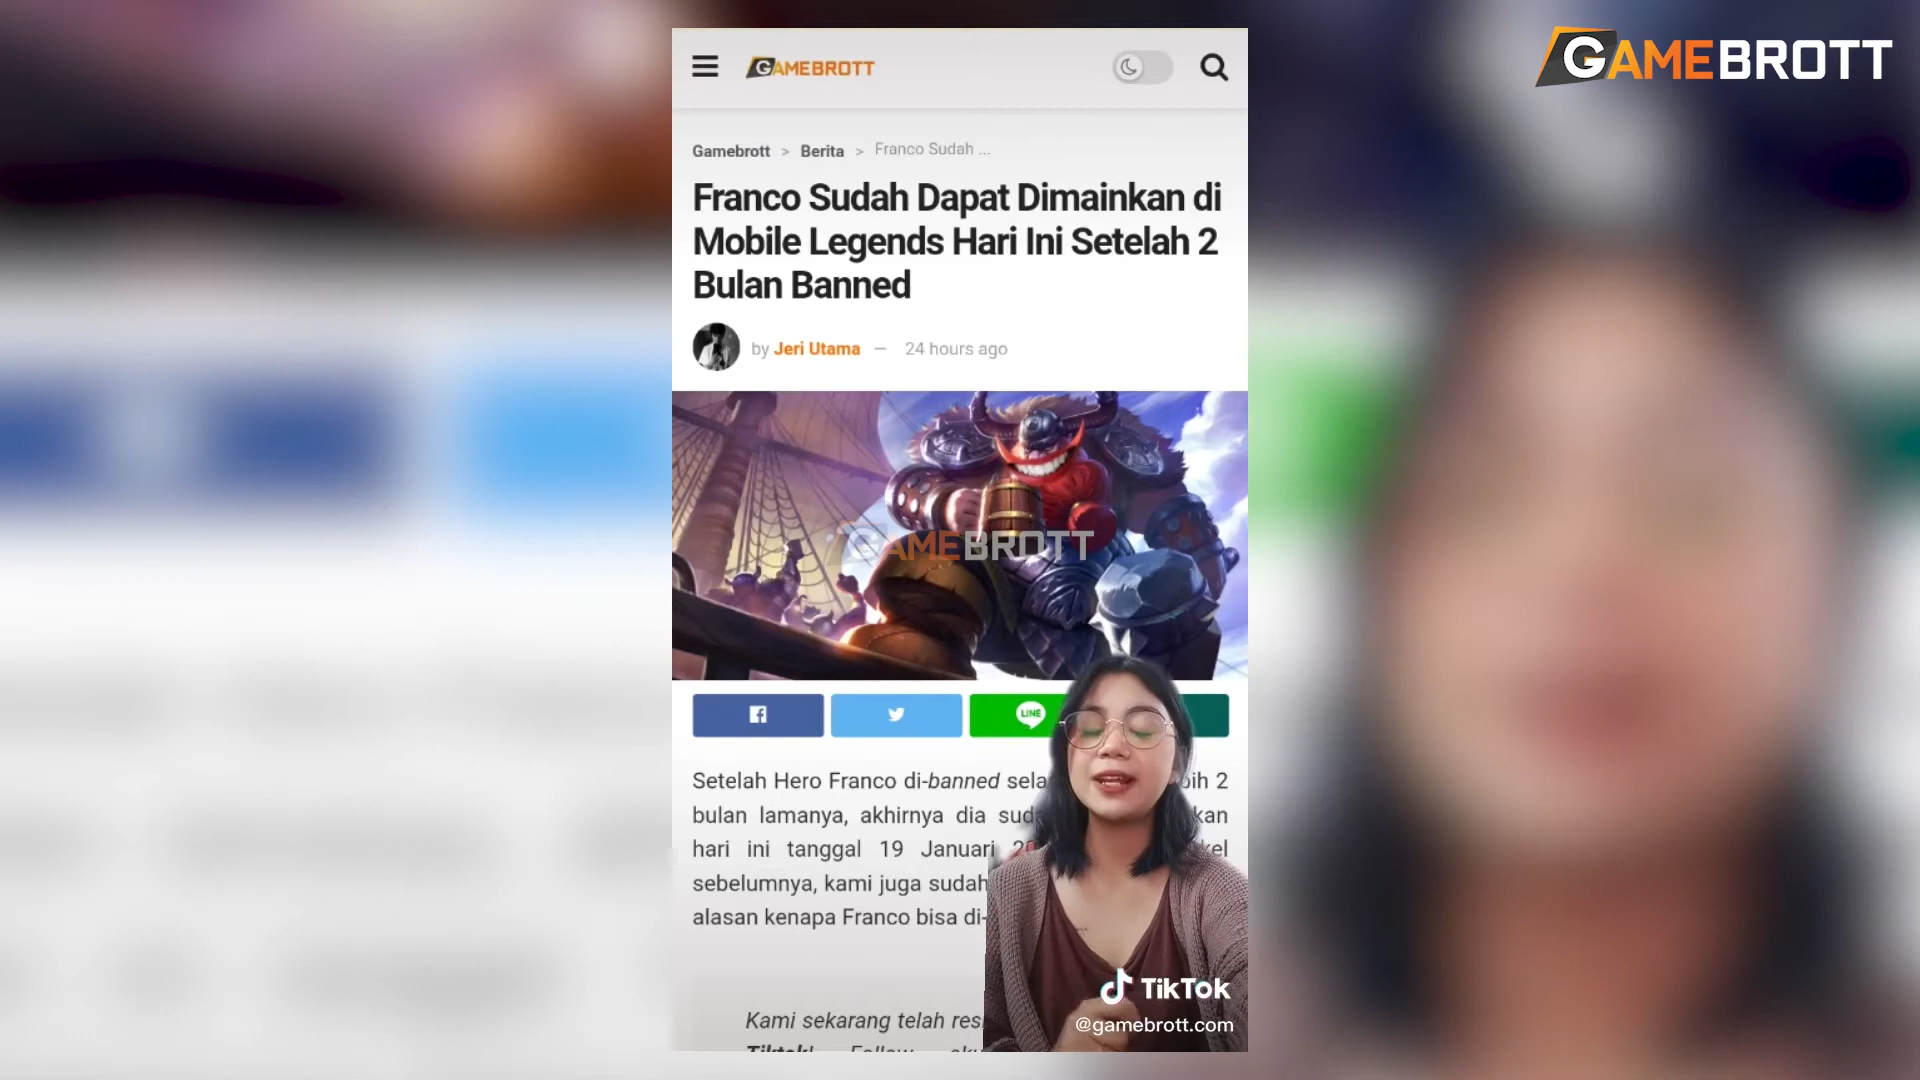 GAMEBROTT
GAMEBROTT
Gamebrott > Berita > Franco Sudah ...
Franco Sudah Dapat Dimainkan di
Mobile Legends Hari Ini Setelah 2
Bulan Banned
by Jeri Utama — 24 hours ago
GAMEBROTT
LINE
Setelah Hero Franco di-banned 2
bulan lamanya, akhirnya dia
hari ini tanggal 19 Januari
sebelumnya, kami juga sudah
alasan kenapa Franco bisa di-
TikTok
Kami sekarang telah
@gamebrott.com